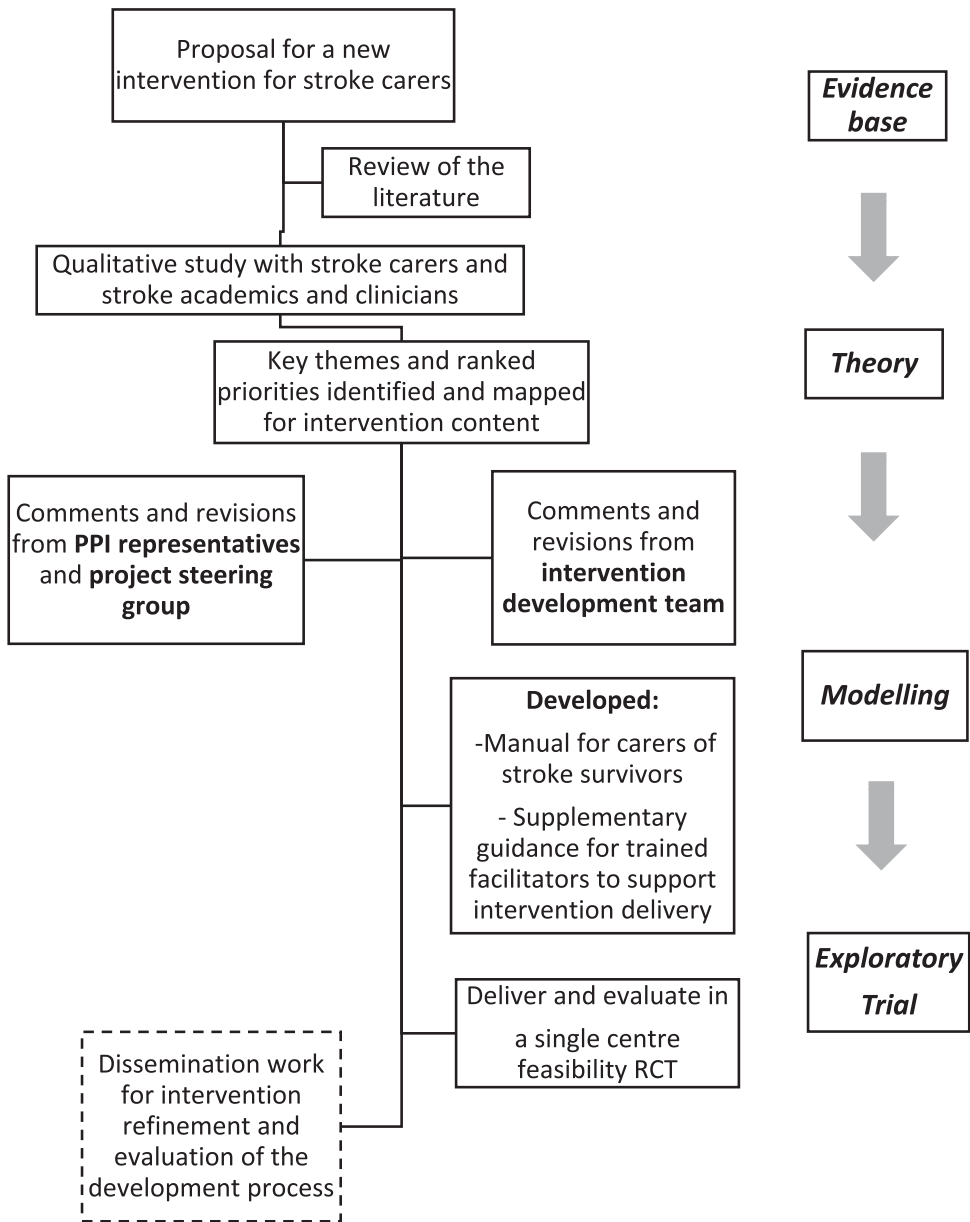 Proposal for a new
intervention for stroke carers
Evidence
base
Review of the
literature
Qualitative study with stroke carers and
stroke academics and clinicians
Key themes and ranked
priorities identified and mapped
for intervention content
Theory
Comments and revisions
from PPI representatives
and project steering
group
Comments and
revisions from
intervention
development team
Modelling
Developed:
-Manual for carers of
stroke survivors
- Supplementary
guidance for trained
facilitators to support
intervention delivery
Exploratory
Trial
Deliver and evaluate in
a single centre
feasibility RCT
Dissemination work
for intervention
refinement and
evaluation of the
development process